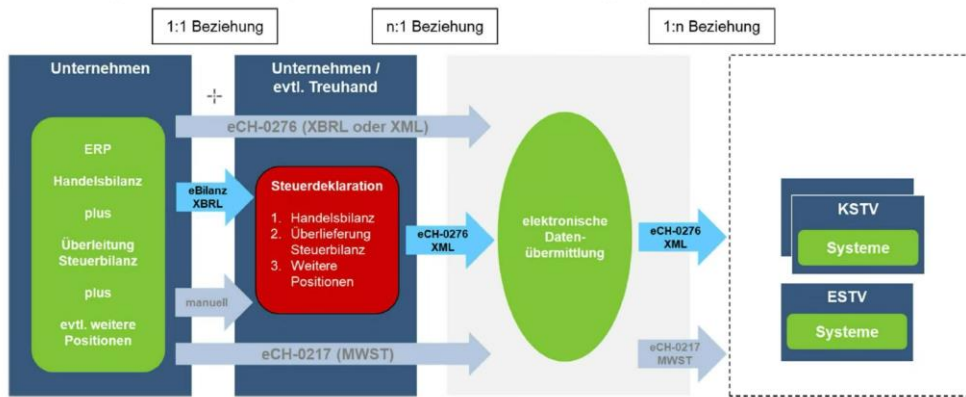 1:1 Beziehung
n:1 Beziehung
1:n Beziehung
Unternehmen
ERP
Handelsbilanz
plus
Überleitung
Steuerbilanz
plus
evtl. weitere
Positionen
Unternehmen /
evtl. Treuhand
eCH-0276 (XBRL oder XML)
eBilanz
XBRL
Steuerdeklaration
1. Handelsbilanz
2. Überlieferung
Steuerbilanz
3. Weitere
Positionen
manuell
eCH-0217 (MWST)
eCH-0276
XML
elektronische
Daten-
übermittlung
eCH-0276
XML
eCH-0217
MWST
KSTV
Systeme
ESTV
Systeme